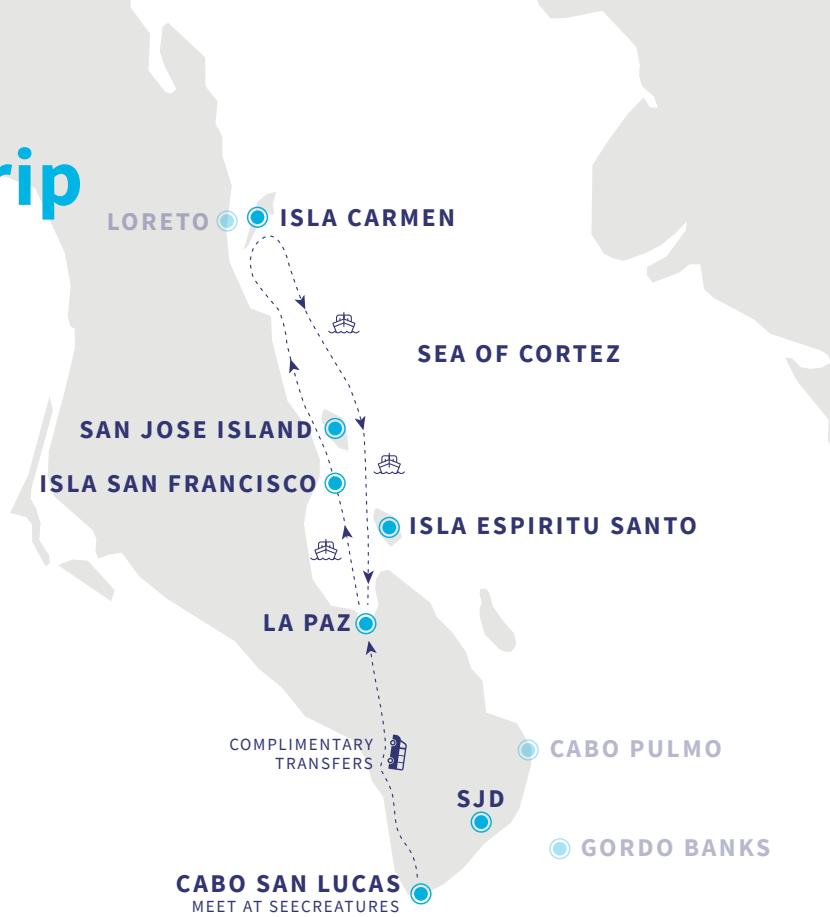 rip
LORETO
ISLA CARMEN
SEA OF CORTEZ
SAN JOSE ISLAND
ISLA SAN FRANCISCO
ISLA ESPIRITU SANTO
LA PAZ
COMPLIMENTARY
TRANSFERS
CABO PULMO
SJD
GORDO BANKS
CABO SAN LUCAS
MEET AT SEECREATURES